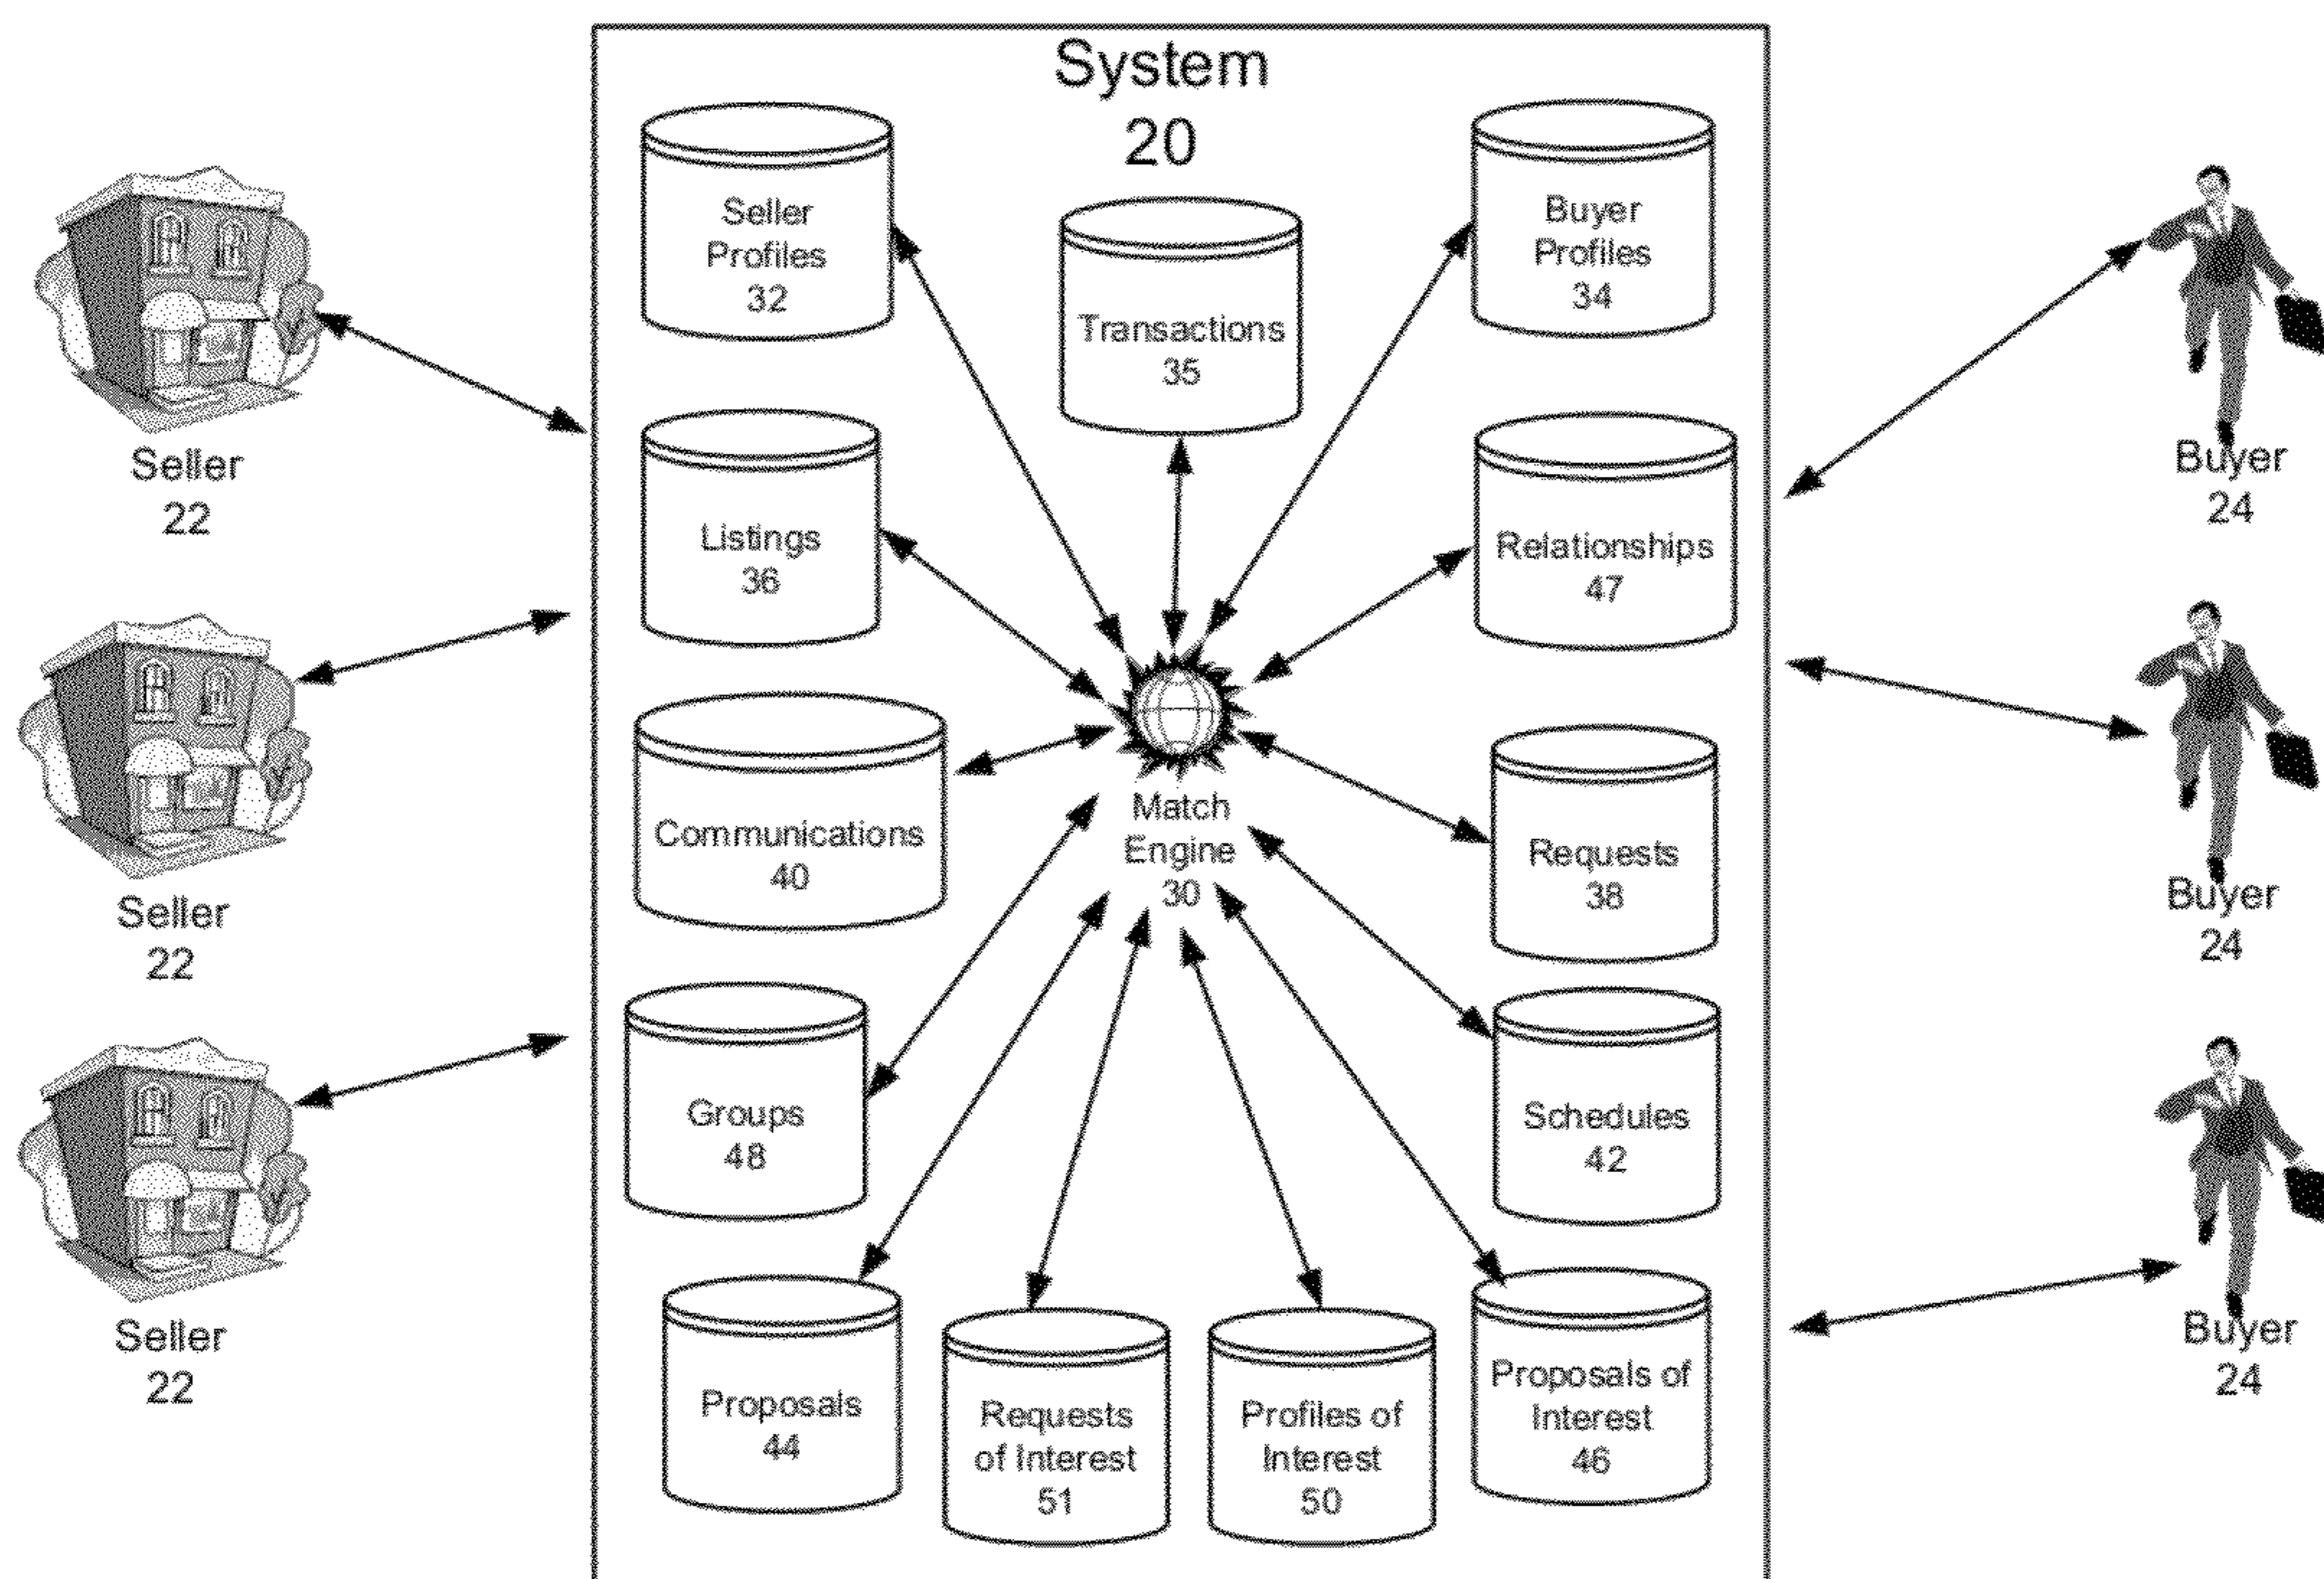 System
20
Seller
Profiles
32
Buyer
Profiles
34
Transactions
35
Seller
22
Listings
36
Relationships
47
Buyer
24
Match
Engine
30
Communications
40
Requests
38
Seller
22
Buyer
24
Groups
48
Schedules
42
Seller
22
Buyer
24
Proposals
44
Requests
of Interest
51
Profiles of
Interest
50
Proposals of
Interest
46